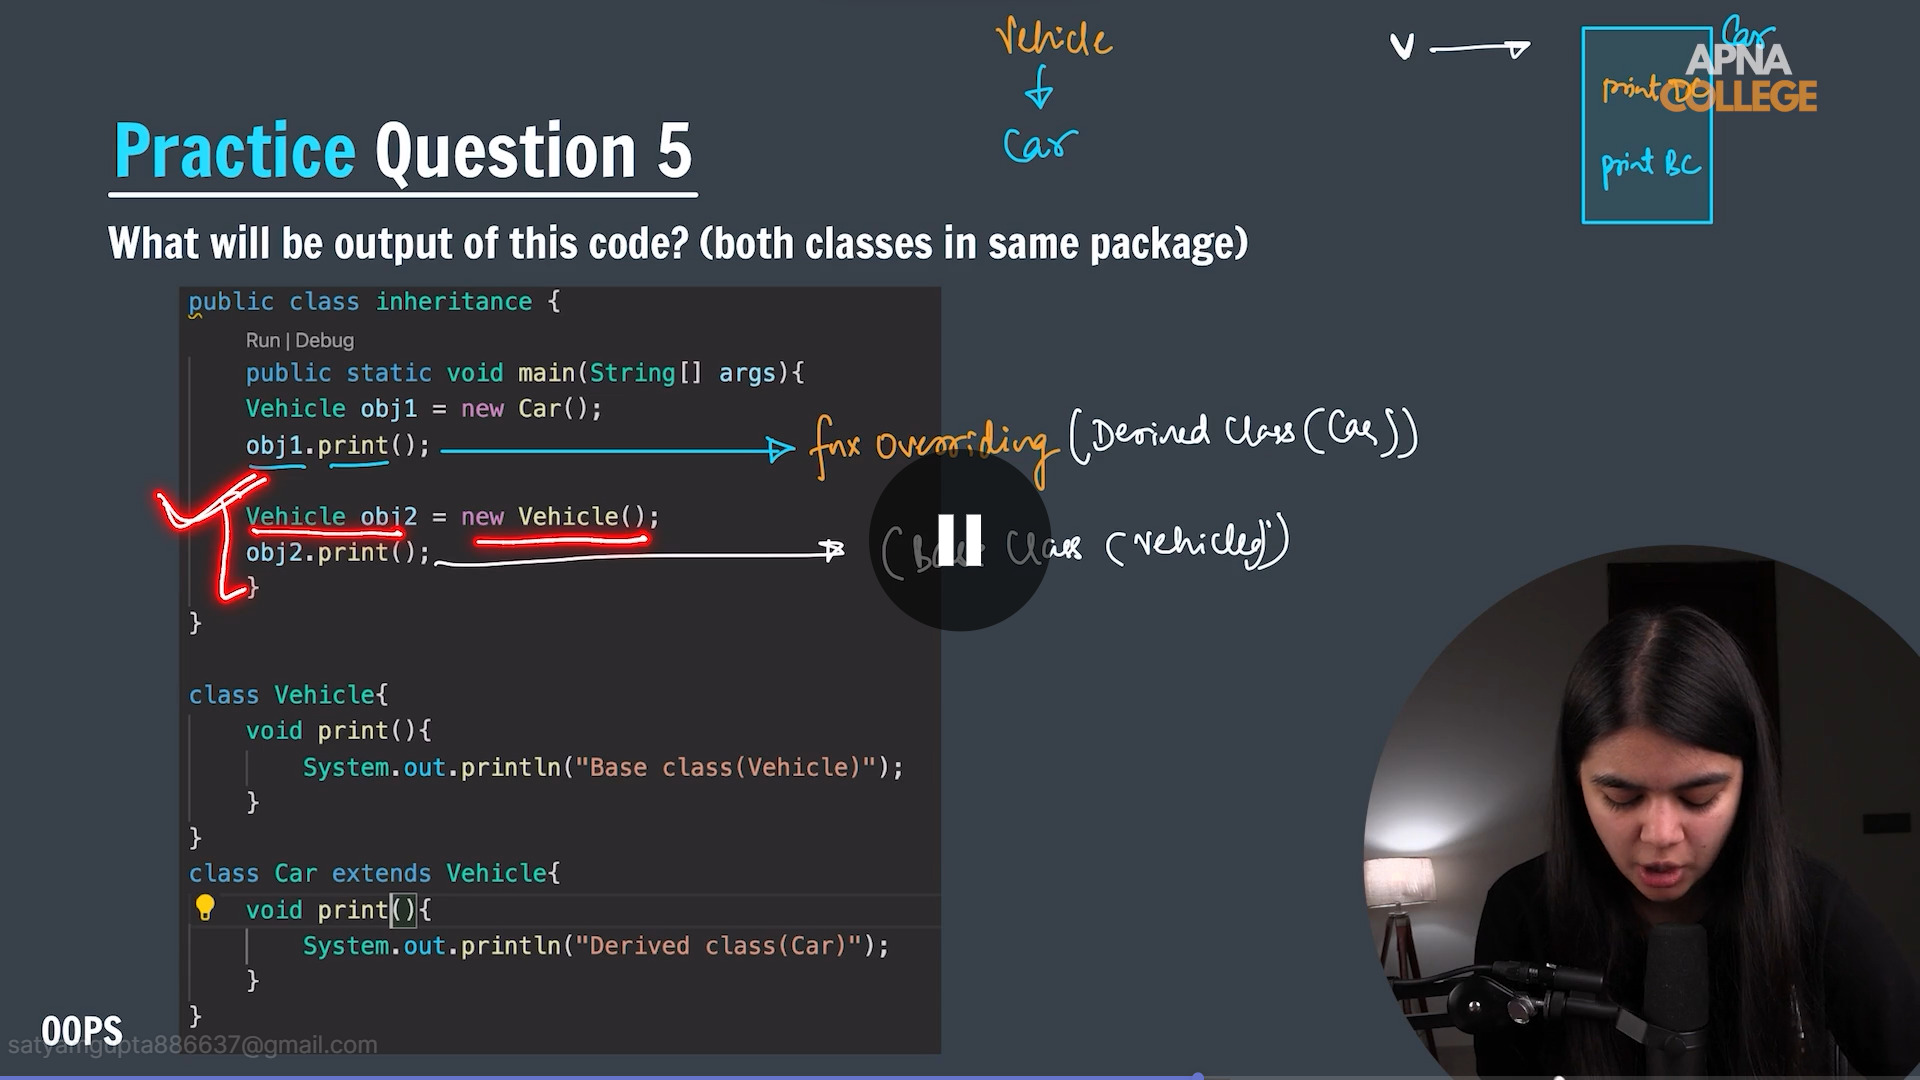 Vehicle
Car
V
Car
APNA
COLLEGE
print DC
print BC
Practice Question 5
What will be output of this code? (both classes in same package)
public class inheritance {
Run | Debug
public static void main(String[] args){
Vehicle obj1 = new Car();
obj1.print();
fnx overriding (Derived Class (Car))
Vehicle obj2 = new Vehicle();
obj2.print();
(Base Class (Vehicle))
}
}
class Vehicle{
void print(){
System.out.println("Base class(Vehicle)");
}
}
class Car extends Vehicle{
void print(){
System.out.println("Derived class(Car)");
}
}
OOPS
satyamgupta886637@gmail.com